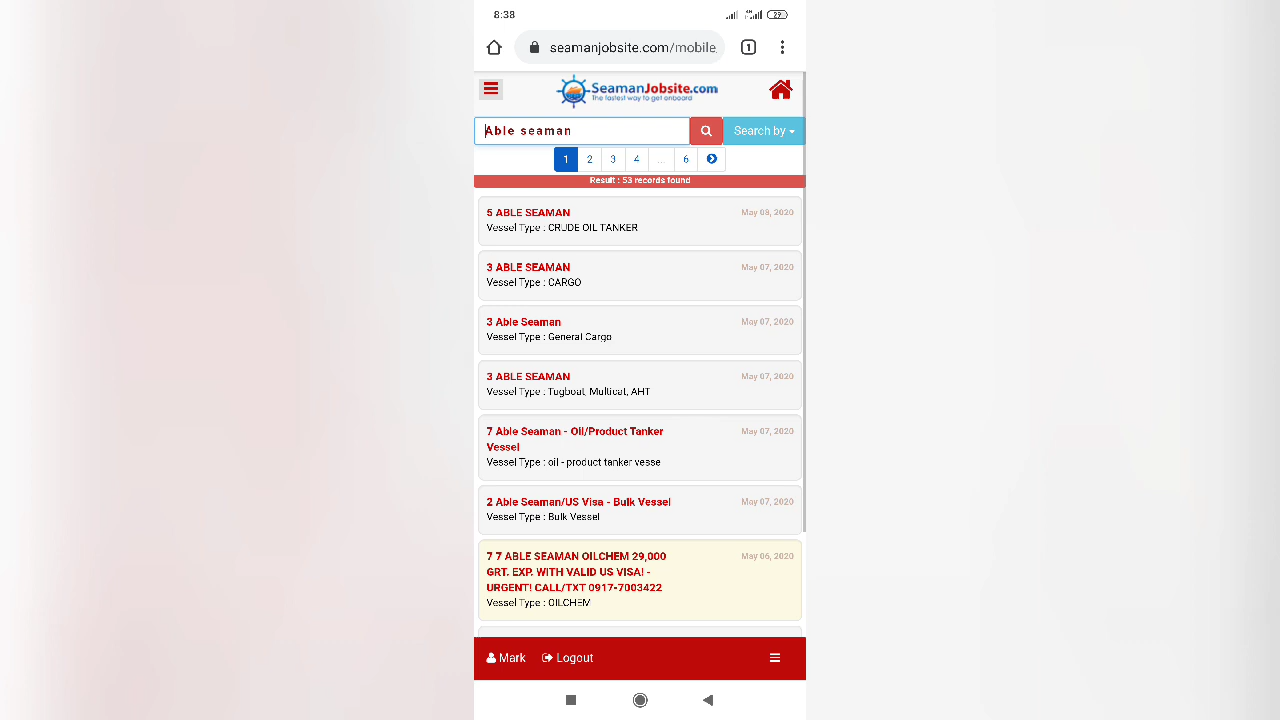 8:38
29
seamanjobsite.com/mobile
1
SeamanJobsite.com
The fastest way to get onboard
Able seaman
Search by
1 2 3 4 ... 6
Result : 53 records found
5 ABLE SEAMAN May 08, 2020
Vessel Type : CRUDE OIL TANKER
3 ABLE SEAMAN May 07, 2020
Vessel Type : CARGO
3 Able Seaman May 07, 2020
Vessel Type : General Cargo
3 ABLE SEAMAN May 07, 2020
Vessel Type : Tugboat, Multicat, AHT
7 Able Seaman - Oil/Product Tanker May 07, 2020
Vessel
Vessel Type : oil - product tanker vesse
2 Able Seaman/US Visa - Bulk Vessel May 07, 2020
Vessel Type : Bulk Vessel
7 7 ABLE SEAMAN OILCHEM 29,000 May 06, 2020
GRT. EXP. WITH VALID US VISA! -
URGENT! CALL/TXT 0917-7003422
Vessel Type : OILCHEM
Mark Logout